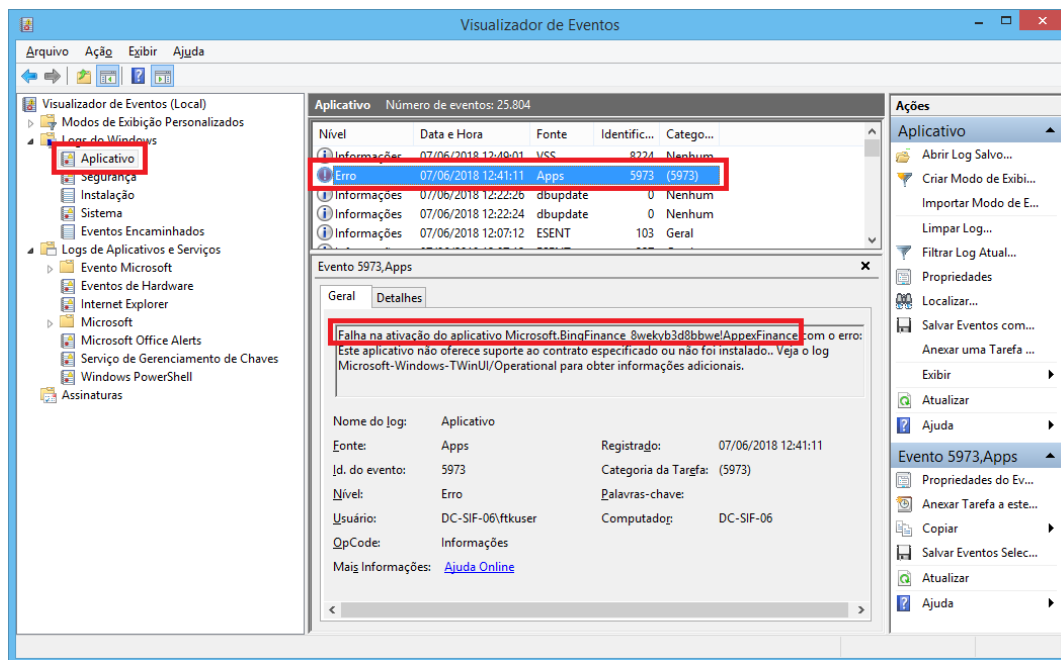 Visualizador de Eventos
Arquivo Ação Exibir Ajuda
Visualizador de Eventos (Local)
Modos de Exibição Personalizados
Logs do Windows
Aplicativo
Segurança
Instalação
Sistema
Eventos Encaminhados
Logs de Aplicativos e Serviços
Evento Microsoft
Eventos de Hardware
Internet Explorer
Microsoft
Microsoft Office Alerts
Serviço de Gerenciamento de Chaves
Windows PowerShell
Assinaturas
Aplicativo Número de eventos: 25.804
Nível Data e Hora Fonte Identific... Catego...
Informações 07/06/2018 12:49:01 VSS 8224 Nenhum
Erro 07/06/2018 12:41:11 Apps 5973 (5973)
Informações 07/06/2018 12:22:26 dbupdate 0 Nenhum
Informações 07/06/2018 12:22:24 dbupdate 0 Nenhum
Informações 07/06/2018 12:07:12 ESENT 103 Geral
Evento 5973,Apps
Geral Detalhes
Falha na ativação do aplicativo Microsoft.BingFinance_8wekyb3d8bbwe!AppexFinance com o erro:
Este aplicativo não oferece suporte ao contrato especificado ou não foi instalado.. Veja o log
Microsoft-Windows-TWinUI/Operational para obter informações adicionais.
Nome do log: Aplicativo
Fonte: Apps Registrado: 07/06/2018 12:41:11
Id. do evento: 5973 Categoria da Tarefa: (5973)
Nível: Erro Palavras-chave:
Usuário: DC-SIF-06\ftkuser Computador: DC-SIF-06
OpCode: Informações
Mais Informações: Ajuda Online
Ações
Aplicativo
Abrir Log Salvo...
Criar Modo de Exibi...
Importar Modo de E...
Limpar Log...
Filtrar Log Atual...
Propriedades
Localizar...
Salvar Eventos com...
Anexar uma Tarefa ...
Exibir
Atualizar
Ajuda
Evento 5973,Apps
Propriedades do Ev...
Anexar Tarefa a este...
Copiar
Salvar Eventos Selec...
Atualizar
Ajuda